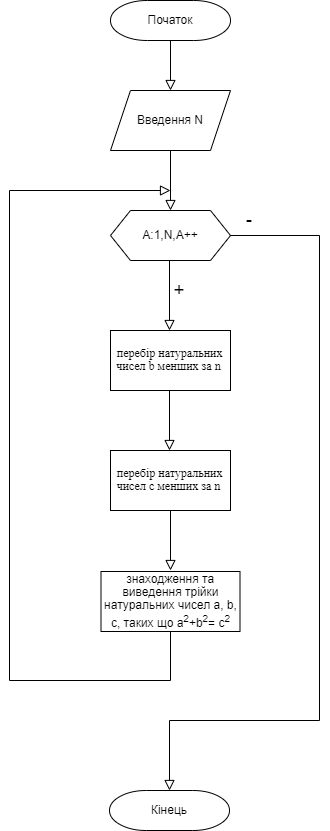 Початок
Введення N
A:1,N,A++
-
+
перебір натуральних
чисел b менших за n
перебір натуральних
чисел c менших за n
знаходження та
виведення трійки
натуральних чисел a, b,
c, таких що a²+b²= c²
Кінець